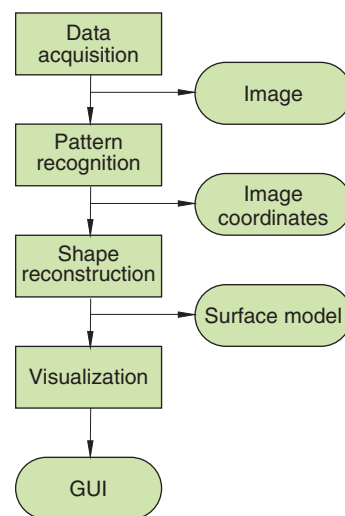 Data
acquisition
Image
Pattern
recognition
Image
coordinates
Shape
reconstruction
Surface model
Visualization
GUI